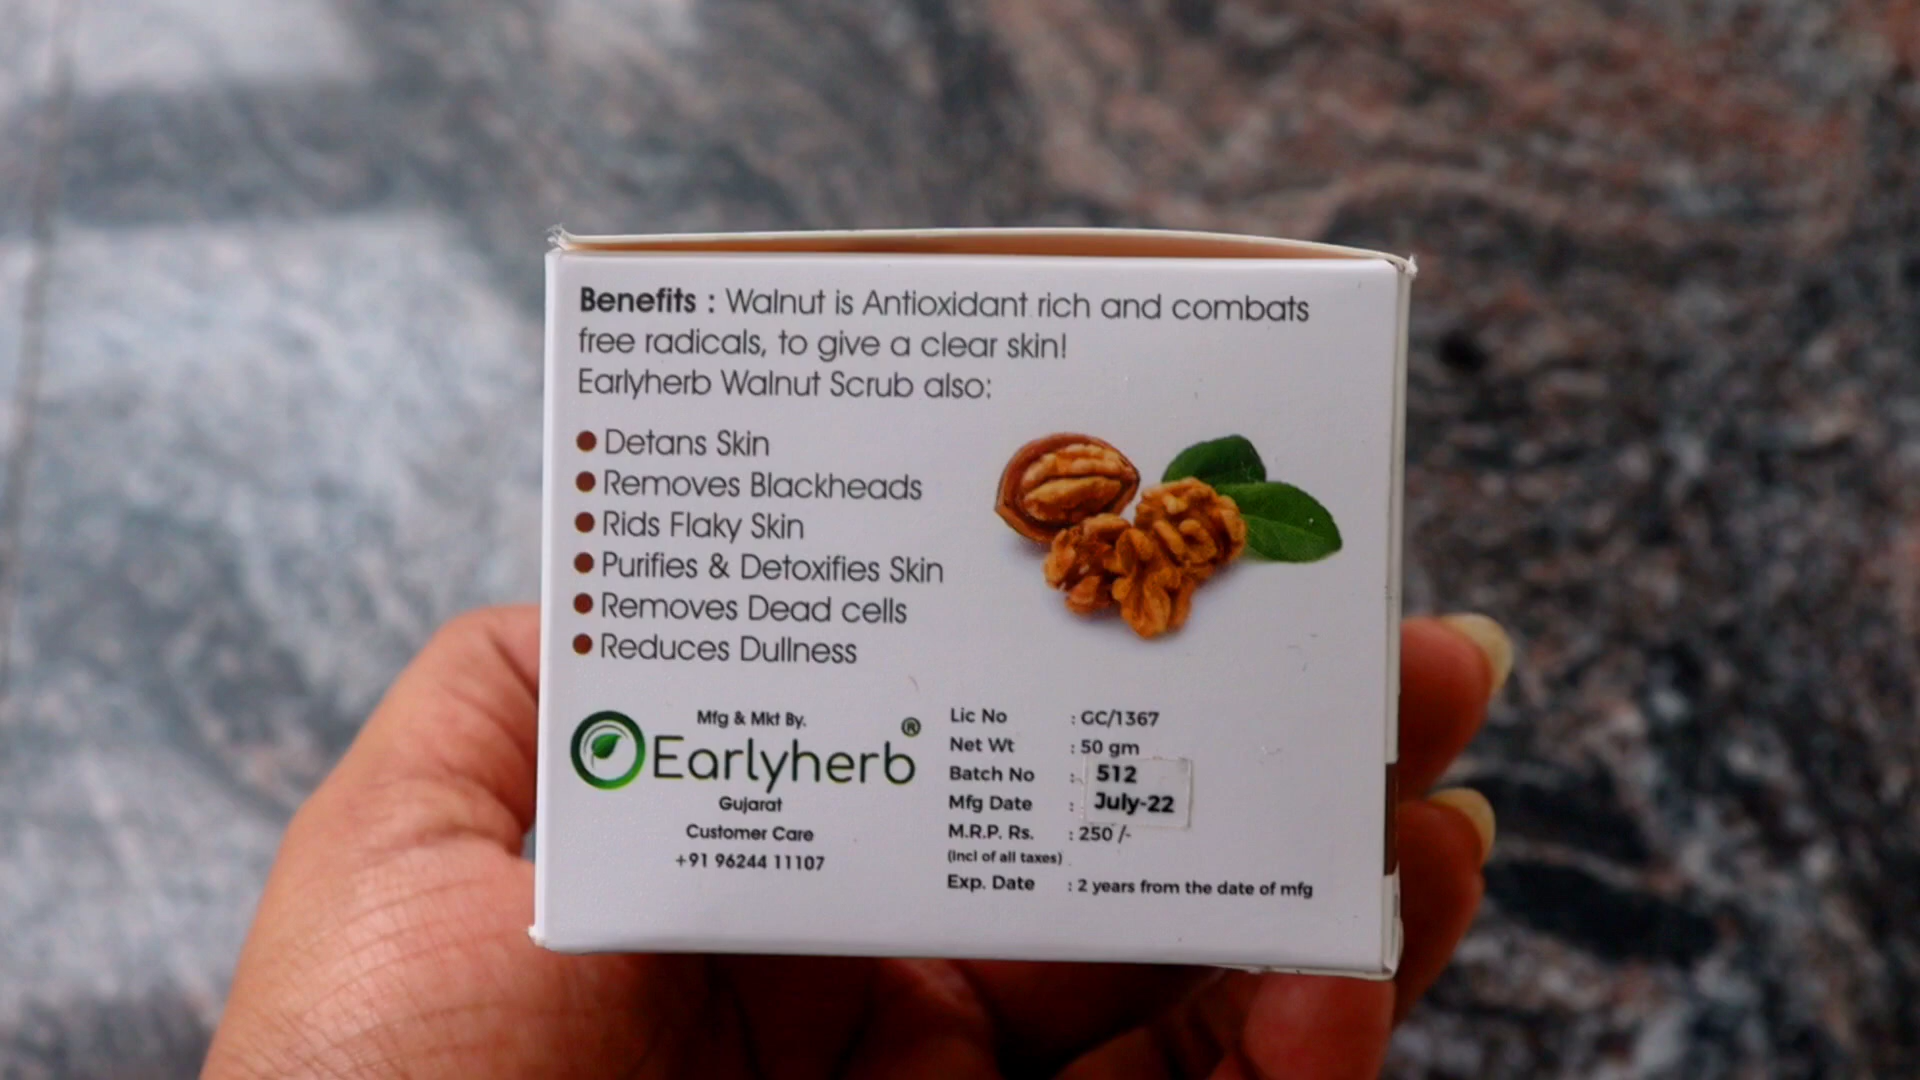 Benefits : Walnut is Antioxidant rich and combats
free radicals, to give a clear skin!
Earlyherb Walnut Scrub also:
Detans Skin
Removes Blackheads
Rids Flaky Skin
Purifies & Detoxifies Skin
Removes Dead cells
Reduces Dullness
Mfg & Mkt By.
Earlyherb®
Gujarat
Customer Care
+91 96244 11107
Lic No : GC/1367
Net Wt : 50 gm
Batch No : 512
Mfg Date : July-22
M.R.P. Rs. : 250 /-
(Incl of all taxes)
Exp. Date : 2 years from the date of mfg